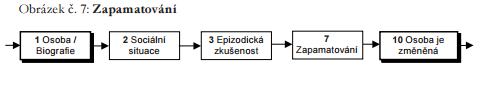 Obrázek č. 7: Zapamatování
1 Osoba /
Biografie
2 Sociální
situace
3 Epizodická
zkušenost
7
Zapamatování
10 Osoba je
změněná